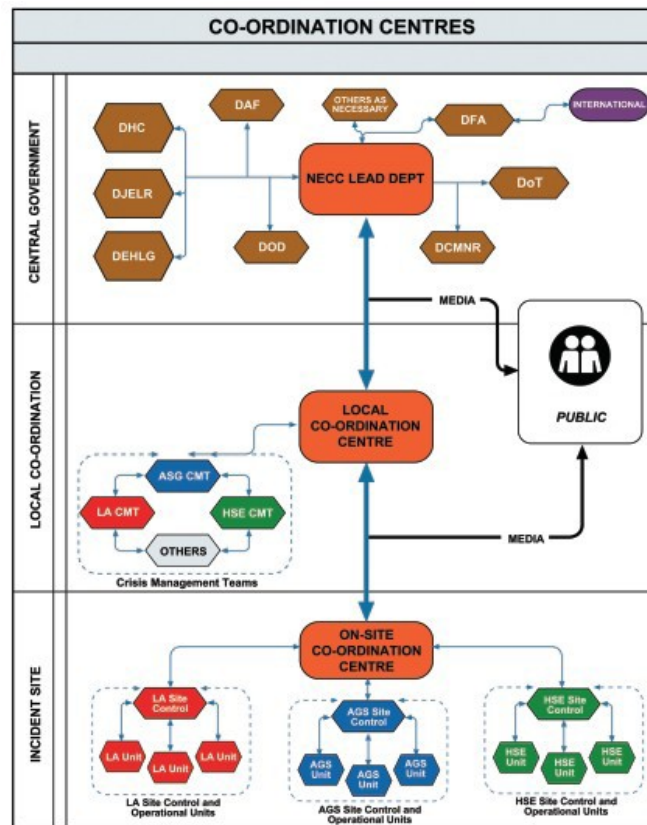 CO-ORDINATION CENTRES
CENTRAL GOVERNMENT
DAF
OTHERS AS
NECESSARY
DFA
INTERNATIONAL
DHC
NECC LEAD DEPT
DoT
DJELR
DEHLG
DOD
DCMNR
MEDIA
PUBLIC
LOCAL CO-ORDINATION
LOCAL
CO-ORDINATION
CENTRE
ASG CMT
LA CMT
HSE CMT
OTHERS
Crisis Management Teams
MEDIA
INCIDENT SITE
ON-SITE
CO-ORDINATION
CENTRE
LA Site
Control
LA Unit
LA Unit
LA Unit
LA Site Control and
Operational Units
AGS Site
Control
AGS
Unit
AGS
Unit
AGS
Unit
AGS Site Control and
Operational Units
HSE Site
Control
HSE
Unit
HSE
Unit
HSE
Unit
HSE Site Control and
Operational Units